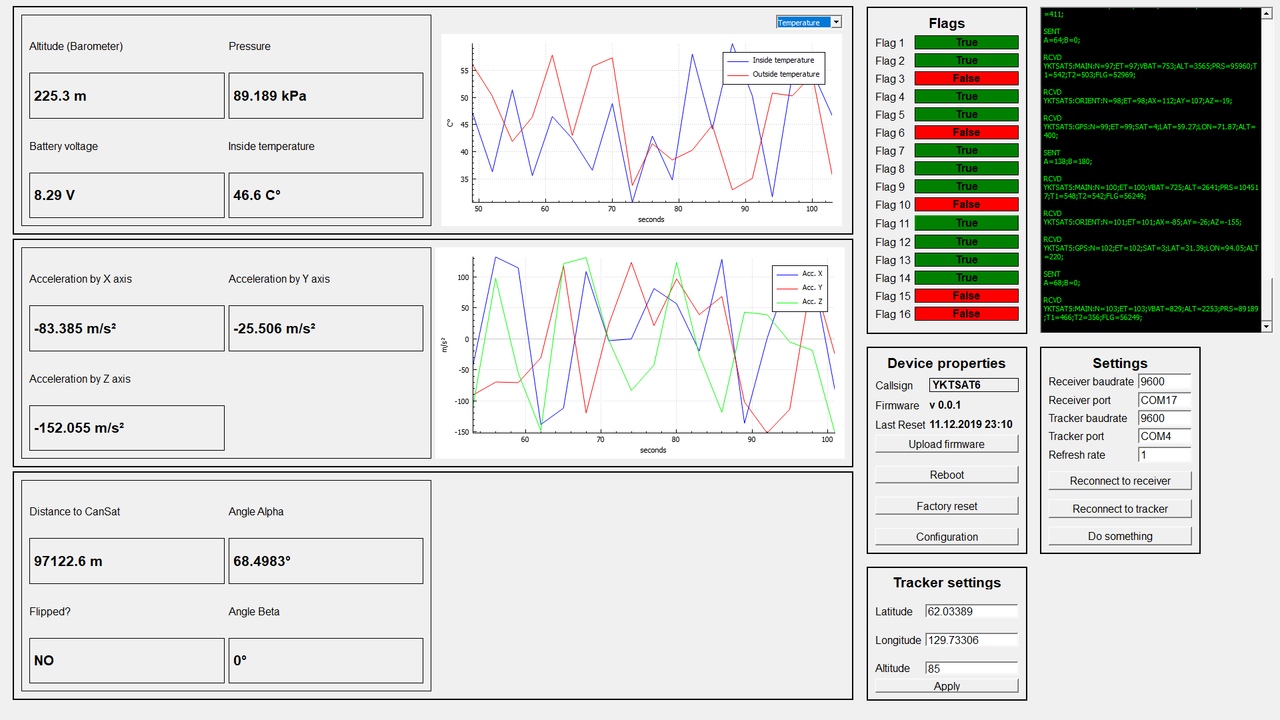 Altitude (Barometer)
Pressure
225.3 m
89.189 kPa
Battery voltage
Inside temperature
8.29 V
46.6 C°
Temperature
Inside temperature
Outside temperature
C°
55
50
45
40
35
50
60
70
80
90
100
seconds
Acceleration by X axis
Acceleration by Y axis
-83.385 m/s²
-25.506 m/s²
Acceleration by Z axis
-152.055 m/s²
Acc. X
Acc. Y
Acc. Z
m/s²
100
50
0
-50
-100
-150
60
70
80
90
100
seconds
Distance to CanSat
Angle Alpha
97122.6 m
68.4983°
Flipped?
Angle Beta
NO
0°
Flags
Flag 1 True
Flag 2 True
Flag 3 False
Flag 4 True
Flag 5 True
Flag 6 False
Flag 7 True
Flag 8 True
Flag 9 True
Flag 10 False
Flag 11 True
Flag 12 True
Flag 13 True
Flag 14 True
Flag 15 False
Flag 16 False
=411;
SENT
A=64;B=0;
RCVD
YKTSAT5:MAIN:N=97;ET=97;VBAT=753;ALT=3565;PRS=95960;T
1=542;T2=503;FLG=52969;
RCVD
YKTSAT5:ORIENT:N=98;ET=98;AX=112;AY=107;AZ=-19;
RCVD
YKTSAT5:GPS:N=99;ET=99;SAT=4;LAT=59.27;LON=71.87;ALT=
400;
SENT
A=138;B=180;
RCVD
YKTSAT5:MAIN:N=100;ET=100;VBAT=725;ALT=2641;PRS=10451
7;T1=548;T2=542;FLG=56249;
RCVD
YKTSAT5:ORIENT:N=101;ET=101;AX=-85;AY=-26;AZ=-155;
RCVD
YKTSAT5:GPS:N=102;ET=102;SAT=3;LAT=31.39;LON=94.05;ALT
=220;
SENT
A=68;B=0;
RCVD
YKTSAT5:MAIN:N=103;ET=103;VBAT=829;ALT=2253;PRS=89189
;T1=466;T2=356;FLG=56249;
Device properties
Callsign YKTSAT6
Firmware v 0.0.1
Last Reset 11.12.2019 23:10
Upload firmware
Reboot
Factory reset
Configuration
Settings
Receiver baudrate 9600
Receiver port COM17
Tracker baudrate 9600
Tracker port COM4
Refresh rate 1
Reconnect to receiver
Reconnect to tracker
Do something
Tracker settings
Latitude 62.03389
Longitude 129.73306
Altitude 85
Apply